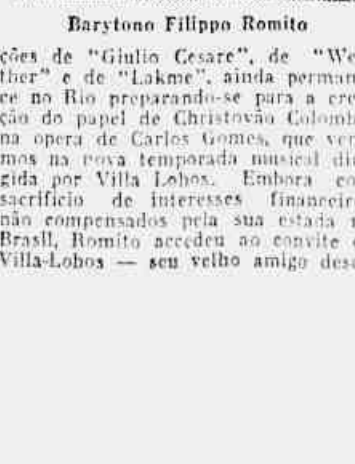 Barytono Filippo Romito
ções de "Giulio Cesare", de "We
ther" e de "Lakme", ainda perman
ce no Rio preparando-se para a cre
ção do papel de Christovão Colomb
na opera de Carlos Gomes, que ver
mos na nova temporada musical dir
gida por Villa Lobos. Embora co
sacrificio de interesses financeir
não compensados pela sua estada n
Brasil, Romito accedeu ao convite d
Villa-Lobos — seu velho amigo desd